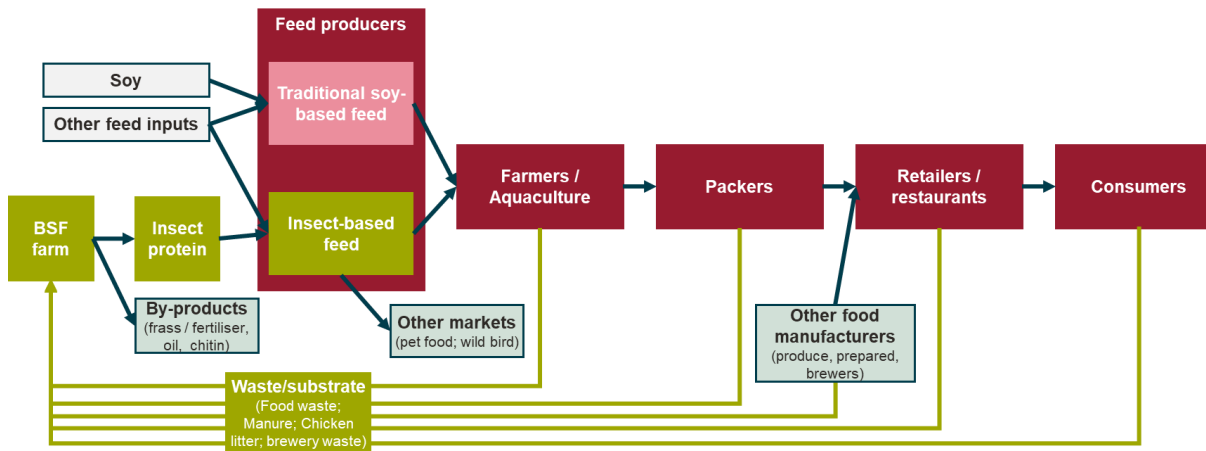 Feed producers
Soy
Traditional soy-
based feed
Other feed inputs
Farmers /
Aquaculture
Packers
Retailers /
restaurants
Consumers
BSF
farm
Insect
protein
Insect-based
feed
By-products
(frass / fertiliser,
oil, chitin)
Other markets
(pet food; wild bird)
Other food
manufacturers
(produce, prepared,
brewers)
Waste/substrate
(Food waste;
Manure; Chicken
litter; brewery waste)